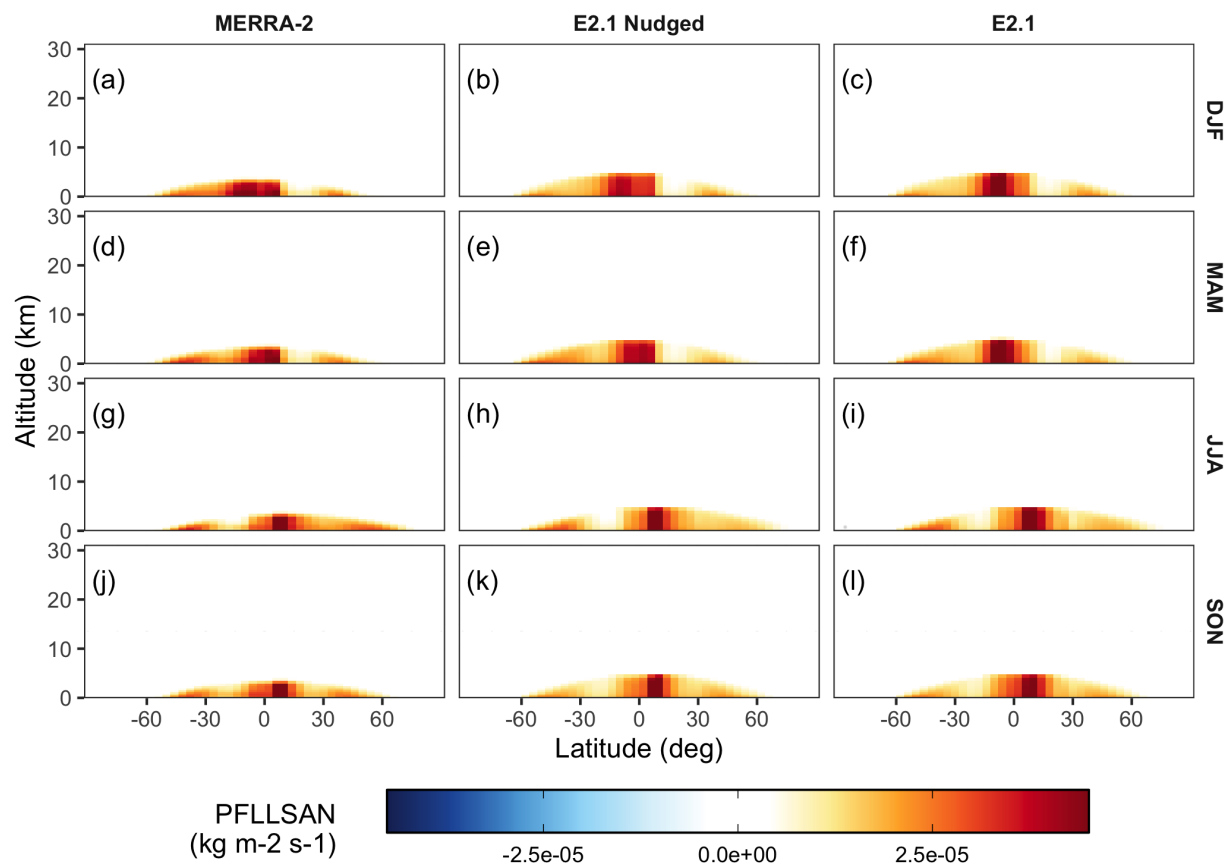 MERRA-2 E2.1 Nudged E2.1
(a) (b) (c)
30
20
10
0
DJF
(d) (e) (f)
30
20
10
0
MAM
Altitude (km)
(g) (h) (i)
30
20
10
0
JJA
(j) (k) (l)
30
20
10
0
SON
-60 -30 0 30 60 -60 -30 0 30 60 -60 -30 0 30 60
Latitude (deg)
PFLLSAN
(kg m-2 s-1)
-2.5e-05 0.0e+00 2.5e-05